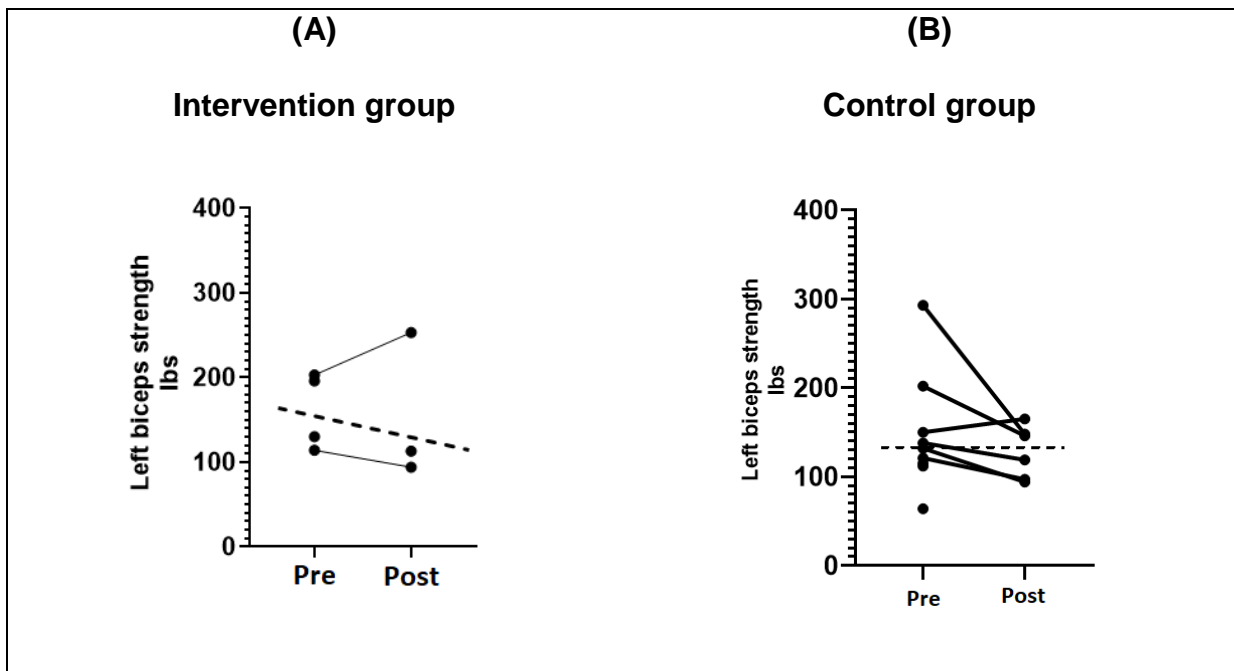 (A)
Intervention group
Left biceps strength
lbs
400
300
200
100
0
Pre
Post
(B)
Control group
Left biceps strength
lbs
400
300
200
100
0
Pre
Post